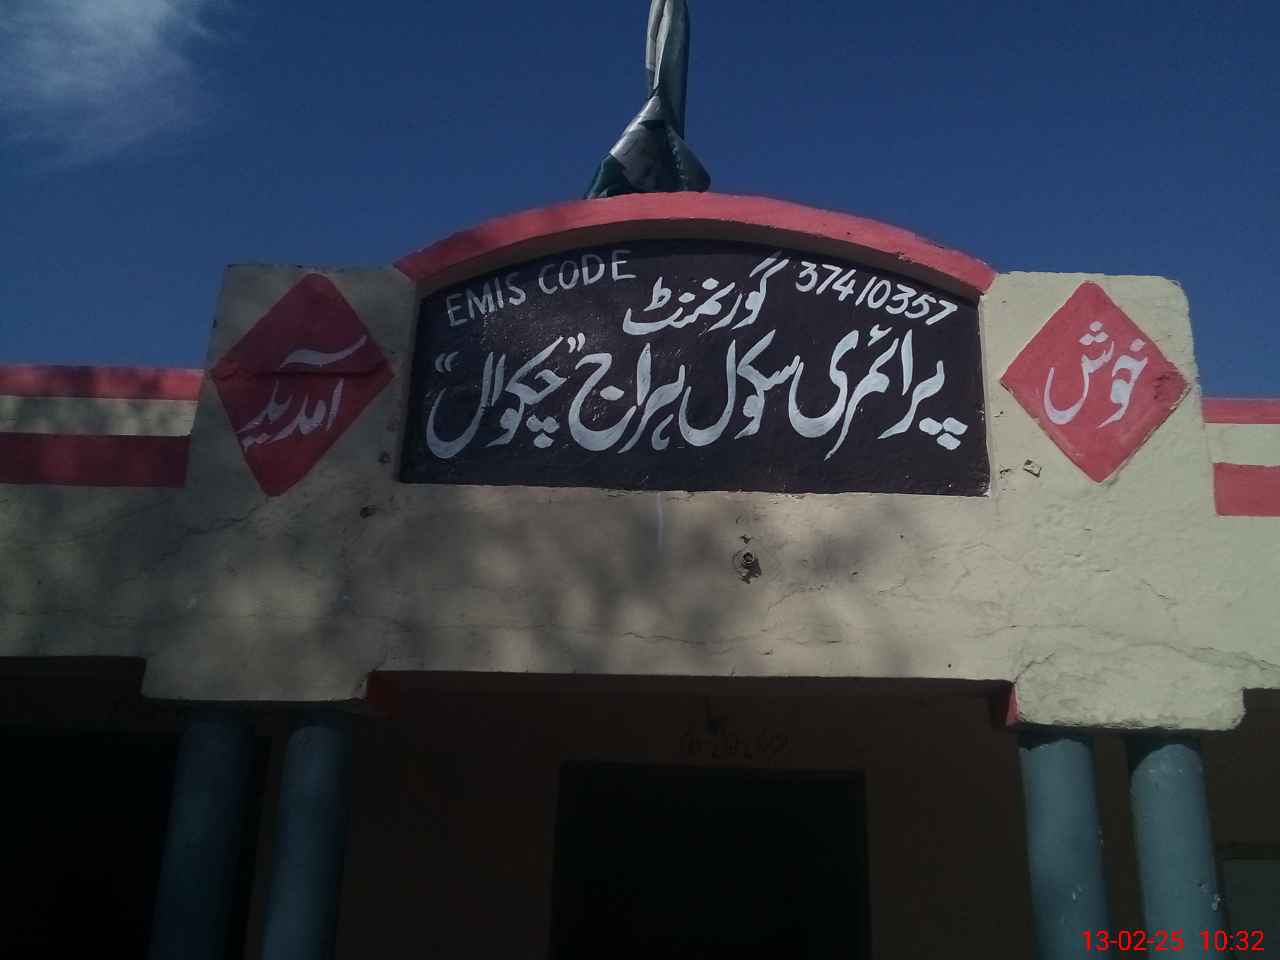 EMIS CODE 37410357
گورنمنٹ
پرائمری سکول ہراج "چکوال"
خوش
آمدید
13-02-25 10:32